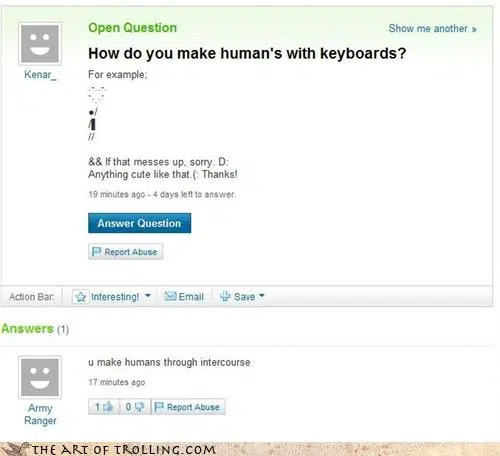 Open Question
Show me another »
How do you make human's with keyboards?
Kenar_
For example;
●/
/▌
//
&& If that messes up, sorry. D:
Anything cute like that.(: Thanks!
19 minutes ago - 4 days left to answer.
Answer Question
Report Abuse
Action Bar: Interesting! Email Save
Answers (1)
u make humans through intercourse
17 minutes ago
Army
Ranger
1 0 Report Abuse
THE ART OF TROLLING.COM